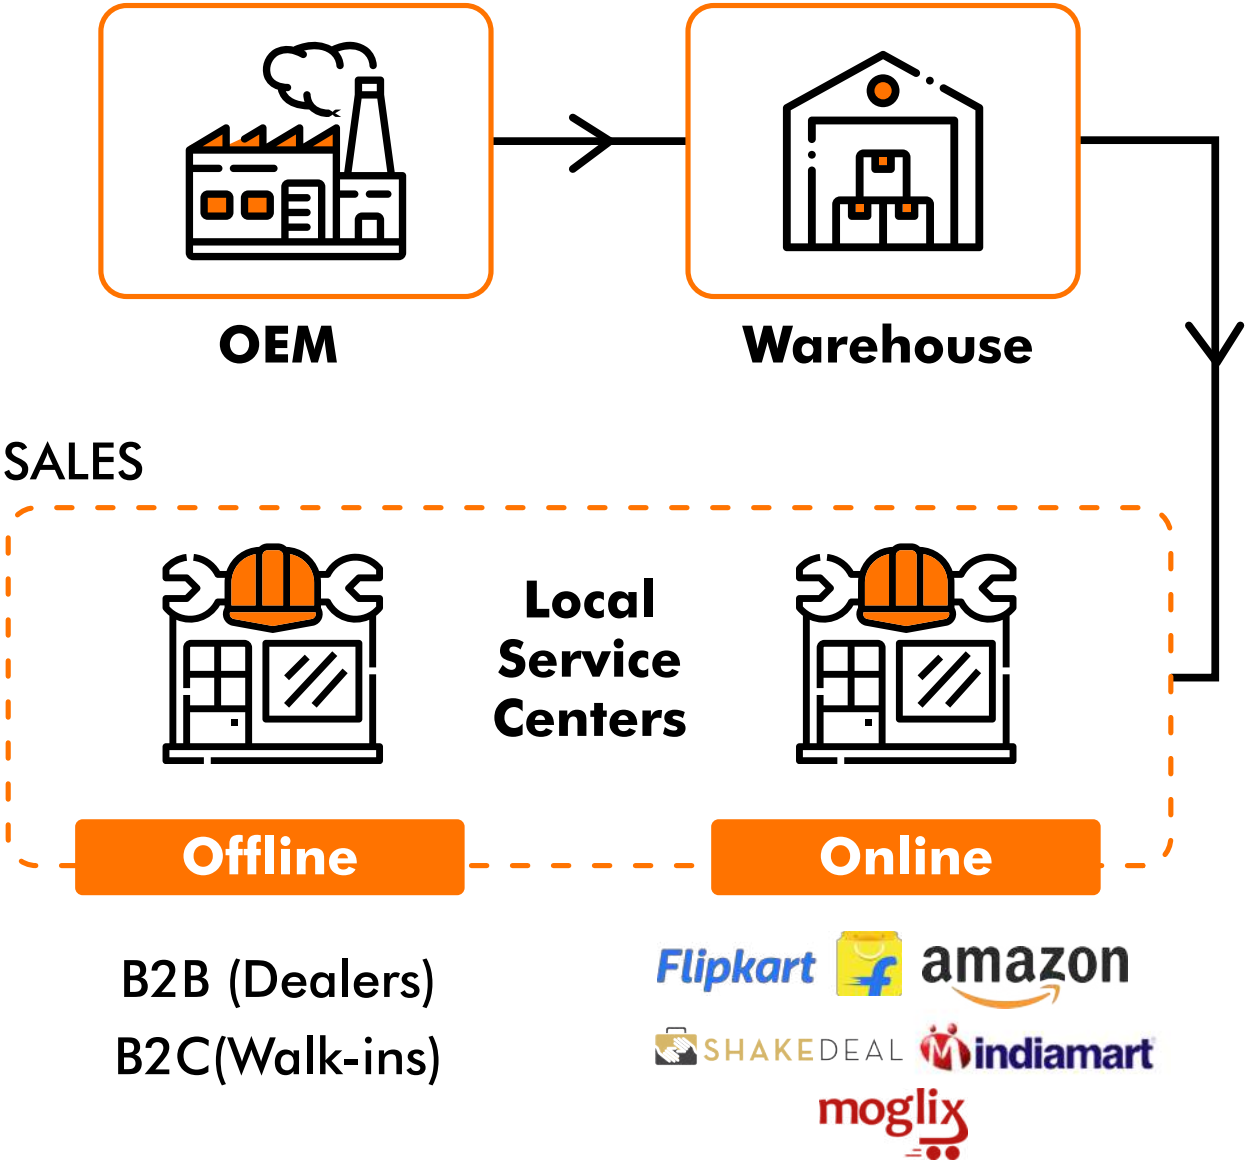 OEM
Warehouse
SALES
Local
Service
Centers
Offline
Online
B2B (Dealers)
B2C(Walk-ins)
Flipkart f amazon
SHAKEDEAL indiamart
moglix